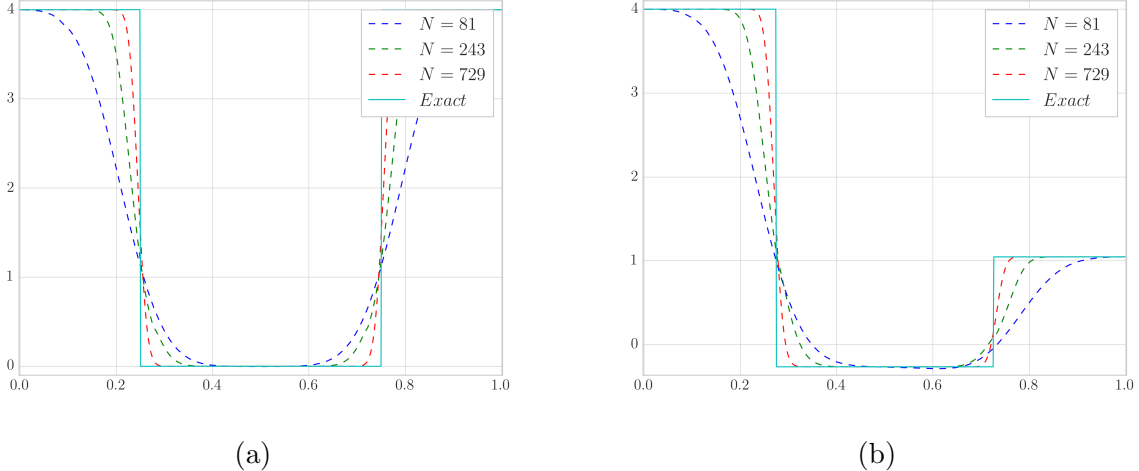 4
3
2
1
0
0.0 0.2 0.4 0.6 0.8 1.0
N = 81
N = 243
N = 729
Exact
(a)
4
3
2
1
0
0.0 0.2 0.4 0.6 0.8 1.0
N = 81
N = 243
N = 729
Exact
(b)